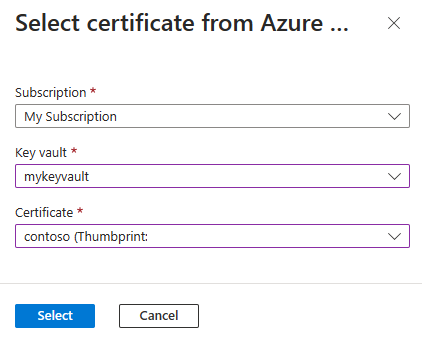 Select certificate from Azure ...
Subscription *
My Subscription
Key vault *
mykeyvault
Certificate *
contoso (Thumbprint:
Select
Cancel